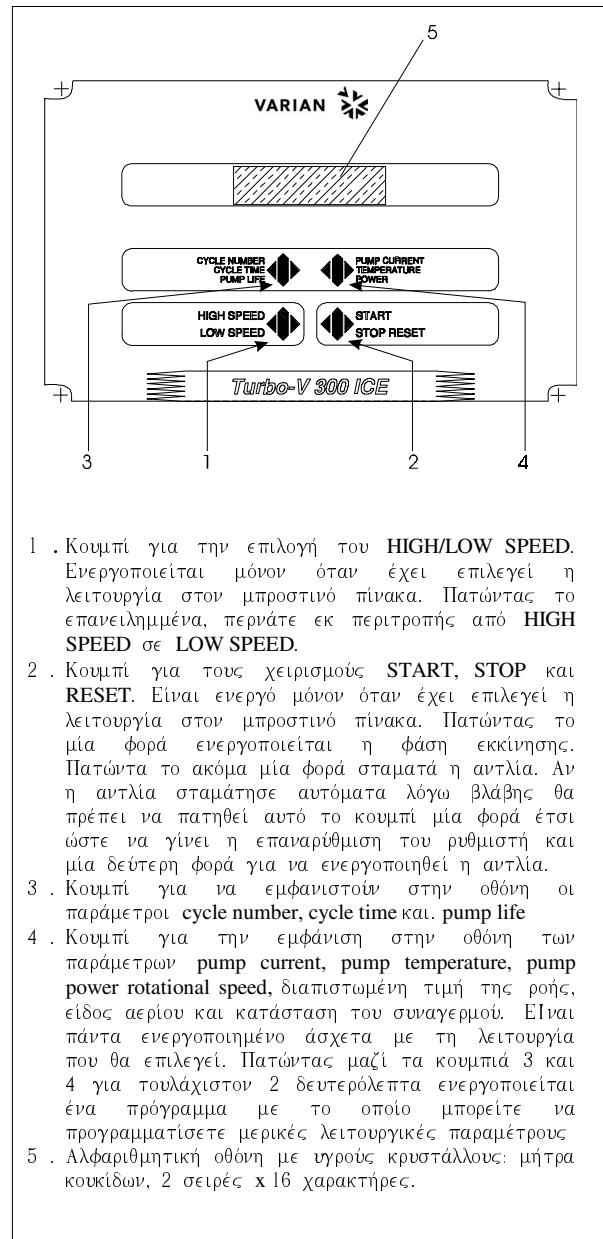 5
VARIAN
CYCLE NUMBER
CYCLE TIME
PUMP LIFE
PUMP CURRENT
TEMPERATURE
POWER
HIGH SPEED
LOW SPEED
START
STOP RESET
Turbo-V 300 ICE
3 1 2 4
1 . Κουμπί για την επιλογή του HIGH/LOW SPEED.
Ενεργοποιείται μόνον όταν έχει επιλεγεί η
λειτουργία στον μπροστινό πίνακα. Πατώντας το
επανειλημμένα, περνάτε εκ περιτροπής από HIGH
SPEED σε LOW SPEED.
2 . Κουμπί για τους χειρισμούς START, STOP και
RESET. Είναι ενεργό μόνον όταν έχει επιλεγεί η
λειτουργία στον μπροστινό πίνακα. Πατώντας το
μία φορά ενεργοποιείται η φάση εκκίνησης.
Πατώντα το ακόμα μία φορά σταματά η αντλία. Αν
η αντλία σταμάτησε αυτόματα λόγω βλάβης θα
πρέπει να πατηθεί αυτό το κουμπί μία φορά έτσι
ώστε να γίνει η επαναρύθμιση του ρυθμιστή και
μία δεύτερη φορά για να ενεργοποιηθεί η αντλία.
3 . Κουμπί για να εμφανιστούν στην οθόνη οι
παράμετροι cycle number, cycle time και. pump life
4 . Κουμπί για την εμφάνιση στην οθόνη των
παράμετρων pump current, pump temperature, pump
power rotational speed, διαπιστωμένη τιμή της ροής,
είδος αερίου και κατάσταση του συναγερμού. ΕΙναι
πάντα ενεργοποιημένο άσχετα με τη λειτουργία
που θα επιλεγεί. Πατώντας μαζί τα κουμπιά 3 και
4 για τουλάχιστον 2 δευτερόλεπτα ενεργοποιείται
ένα πρόγραμμα με το οποίο μπορείτε να
προγραμματίσετε μερικές λειτουργικές παραμέτρους
5 . Αλφαριθμητική οθόνη με υγρούς κρυστάλλους: μήτρα
κουκίδων, 2 σειρές x 16 χαρακτήρες.